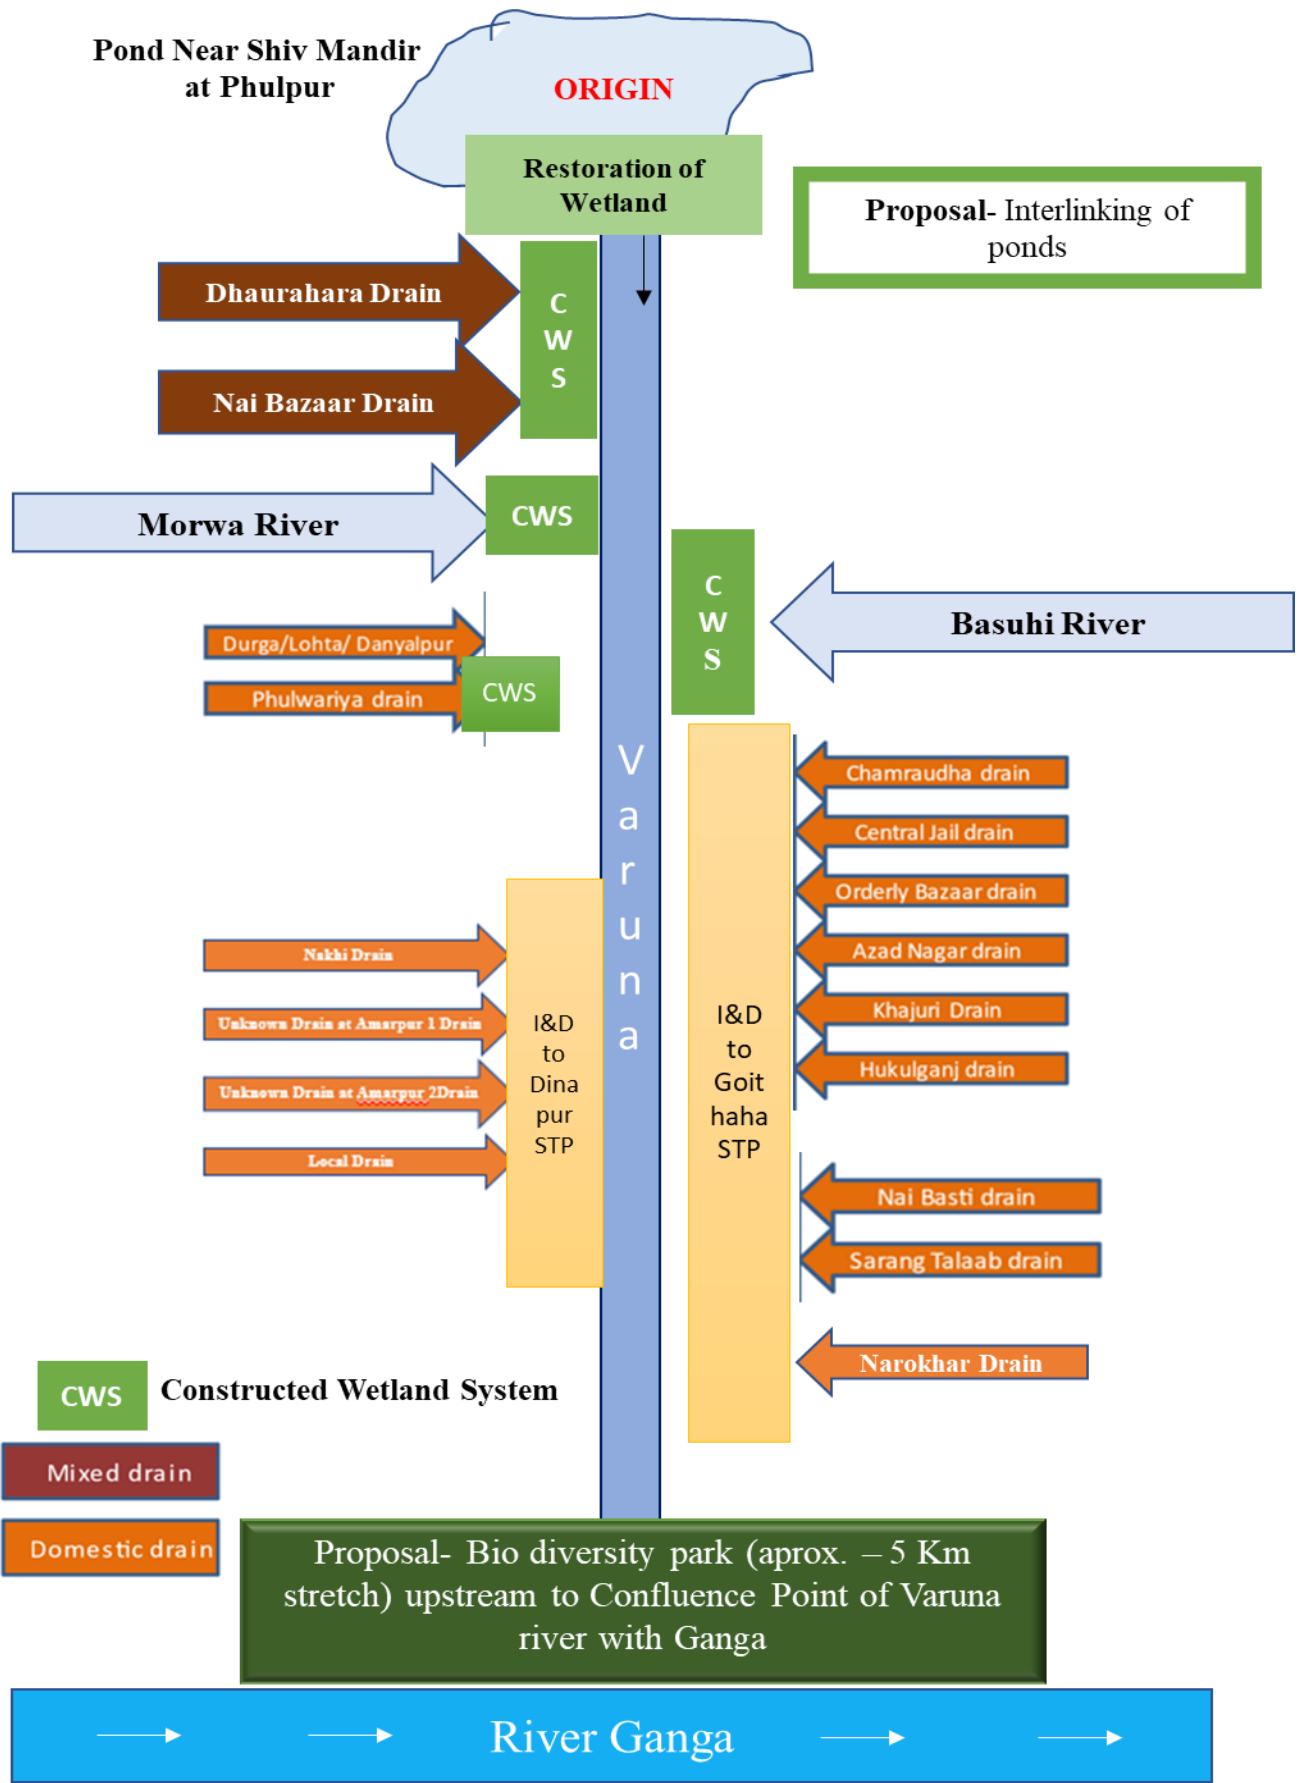 Pond Near Shiv Mandir
at Phulpur
ORIGIN
Restoration of
Wetland
Proposal- Interlinking of
ponds
Dhaurahara Drain
Nai Bazaar Drain
C
W
S
Morwa River
CWS
C
W
S
Basuhi River
Durga/Lohta/ Danyalpur
Phulwariya drain
CWS
V
a
r
u
n
a
Chamraudha drain
Central Jail drain
Orderly Bazaar drain
Azad Nagar drain
Khajuri Drain
Hukulganj drain
Nakhi Drain
Unknown Drain at Amarpur 1 Drain
Unknown Drain at Amarpur 2Drain
Local Drain
I&D
to
Dina
pur
STP
I&D
to
Goit
haha
STP
Nai Basti drain
Sarang Talaab drain
Narokhar Drain
CWS
Constructed Wetland System
Mixed drain
Domestic drain
Proposal- Bio diversity park (aprox. – 5 Km
stretch) upstream to Confluence Point of Varuna
river with Ganga
River Ganga